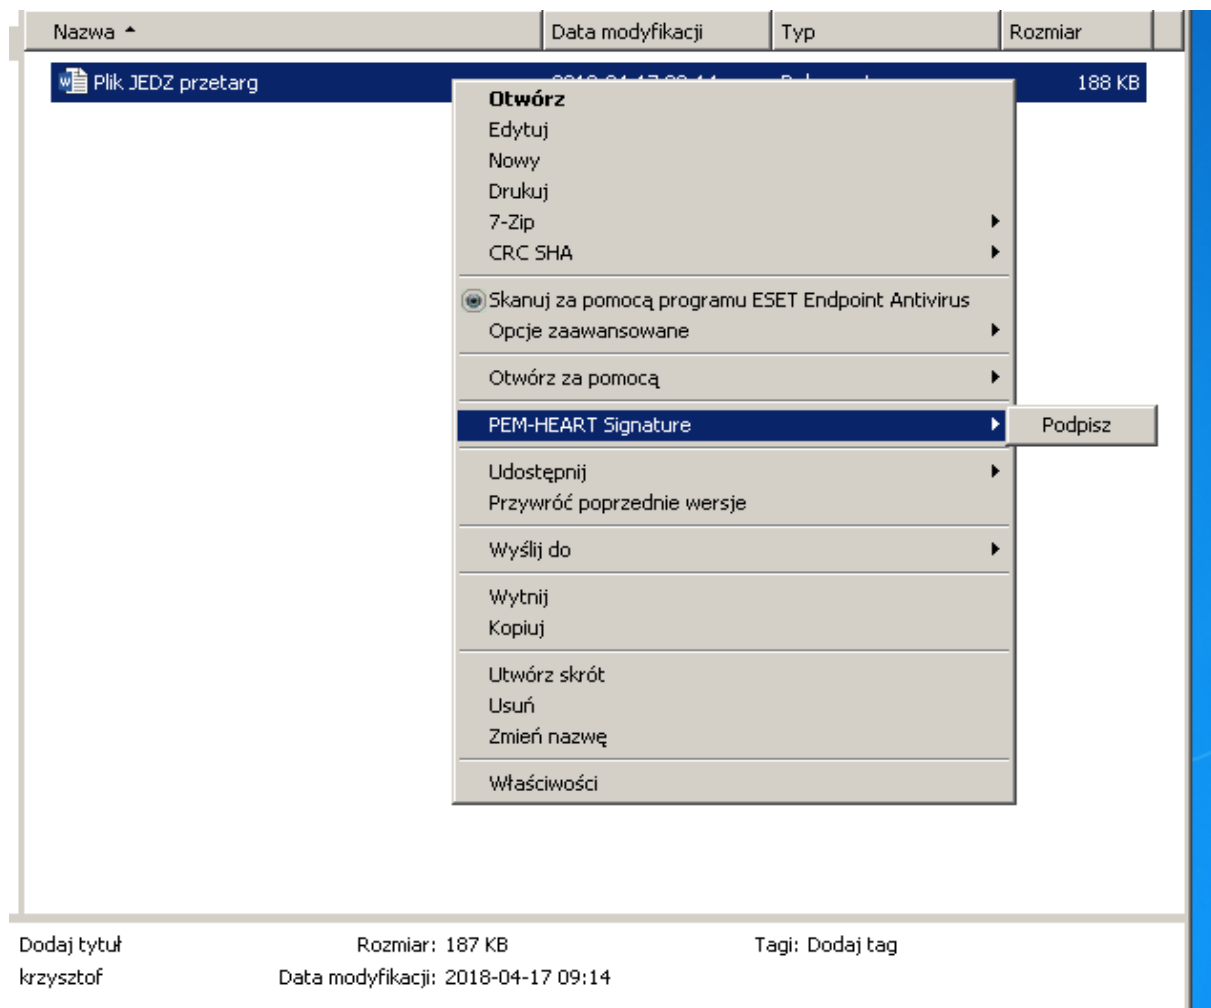 Nazwa Data modyfikacji Typ Rozmiar
Plik JEDZ przetarg 188 KB
Otwórz
Edytuj
Nowy
Drukuj
7-Zip
CRC SHA
Skanuj za pomocą programu ESET Endpoint Antivirus
Opcje zaawansowane
Otwórz za pomocą
PEM-HEART Signature Podpisz
Udostępnij
Przywróć poprzednie wersje
Wyślij do
Wytnij
Kopiuj
Utwórz skrót
Usuń
Zmień nazwę
Właściwości
Dodaj tytuł Rozmiar: 187 KB Tagi: Dodaj tag
krzysztof Data modyfikacji: 2018-04-17 09:14